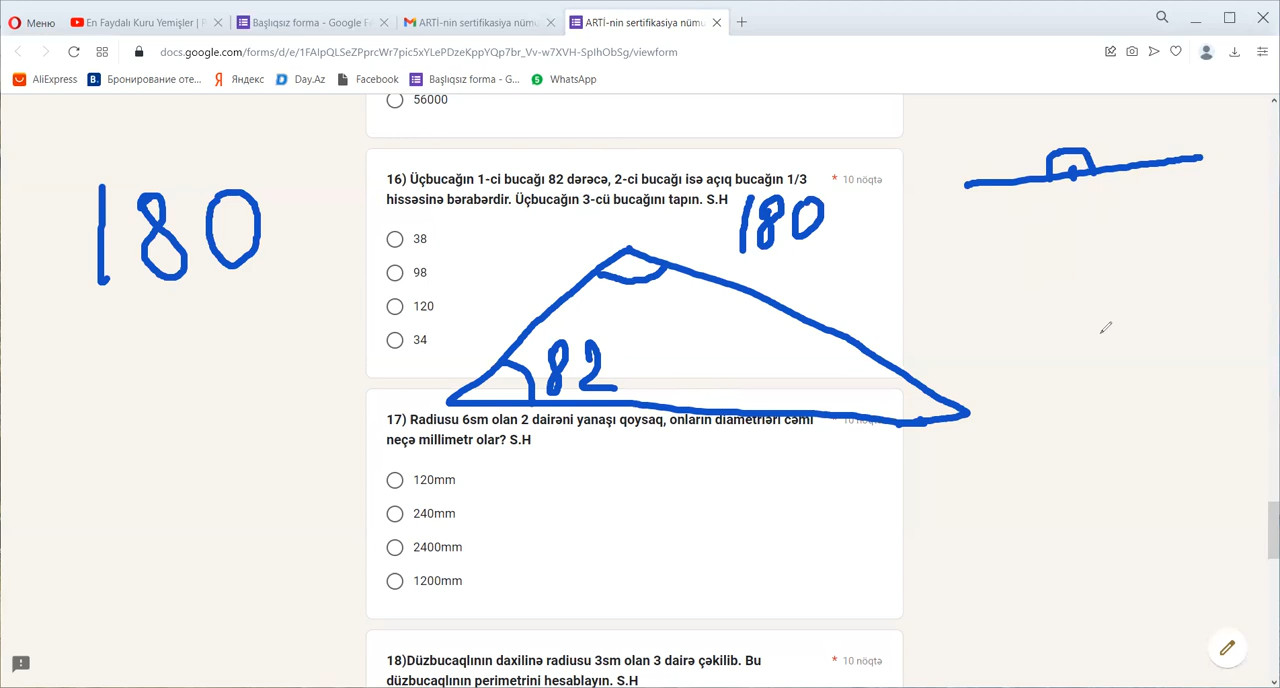 Меню
En Faydalı Kuru Yemişler |
Başlıqsız forma - Google Fo
ARTİ-nin sertifikasiya nümu
ARTİ-nin sertifikasiya nümu
docs.google.com/forms/d/e/1FAIpQLSeZPprcWr7pic5xYLePDzeKppYQp7br_Vv-w7XVH-SpIhObSg/viewform
AliExpress
Бронирование оте...
Яндекс
Day.Az
Facebook
Başlıqsız forma - G...
WhatsApp
56000
16) Üçbucağın 1-ci bucağı 82 dərəcə, 2-ci bucağı isə açıq bucağın 1/3
hissəsinə bərabərdir. Üçbucağın 3-cü bucağını tapın. S.H
* 10 nöqtə
180
180
38
98
120
34
82
17) Radiusu 6sm olan 2 dairəni yanaşı qoysaq, onların diametrləri cəmi
neçə millimetr olar? S.H
* 10 nöqtə
120mm
240mm
2400mm
1200mm
18)Düzbucaqlının daxilinə radiusu 3sm olan 3 dairə çəkilib. Bu
düzbucaqlının perimetrini hesablayın. S.H
* 10 nöqtə